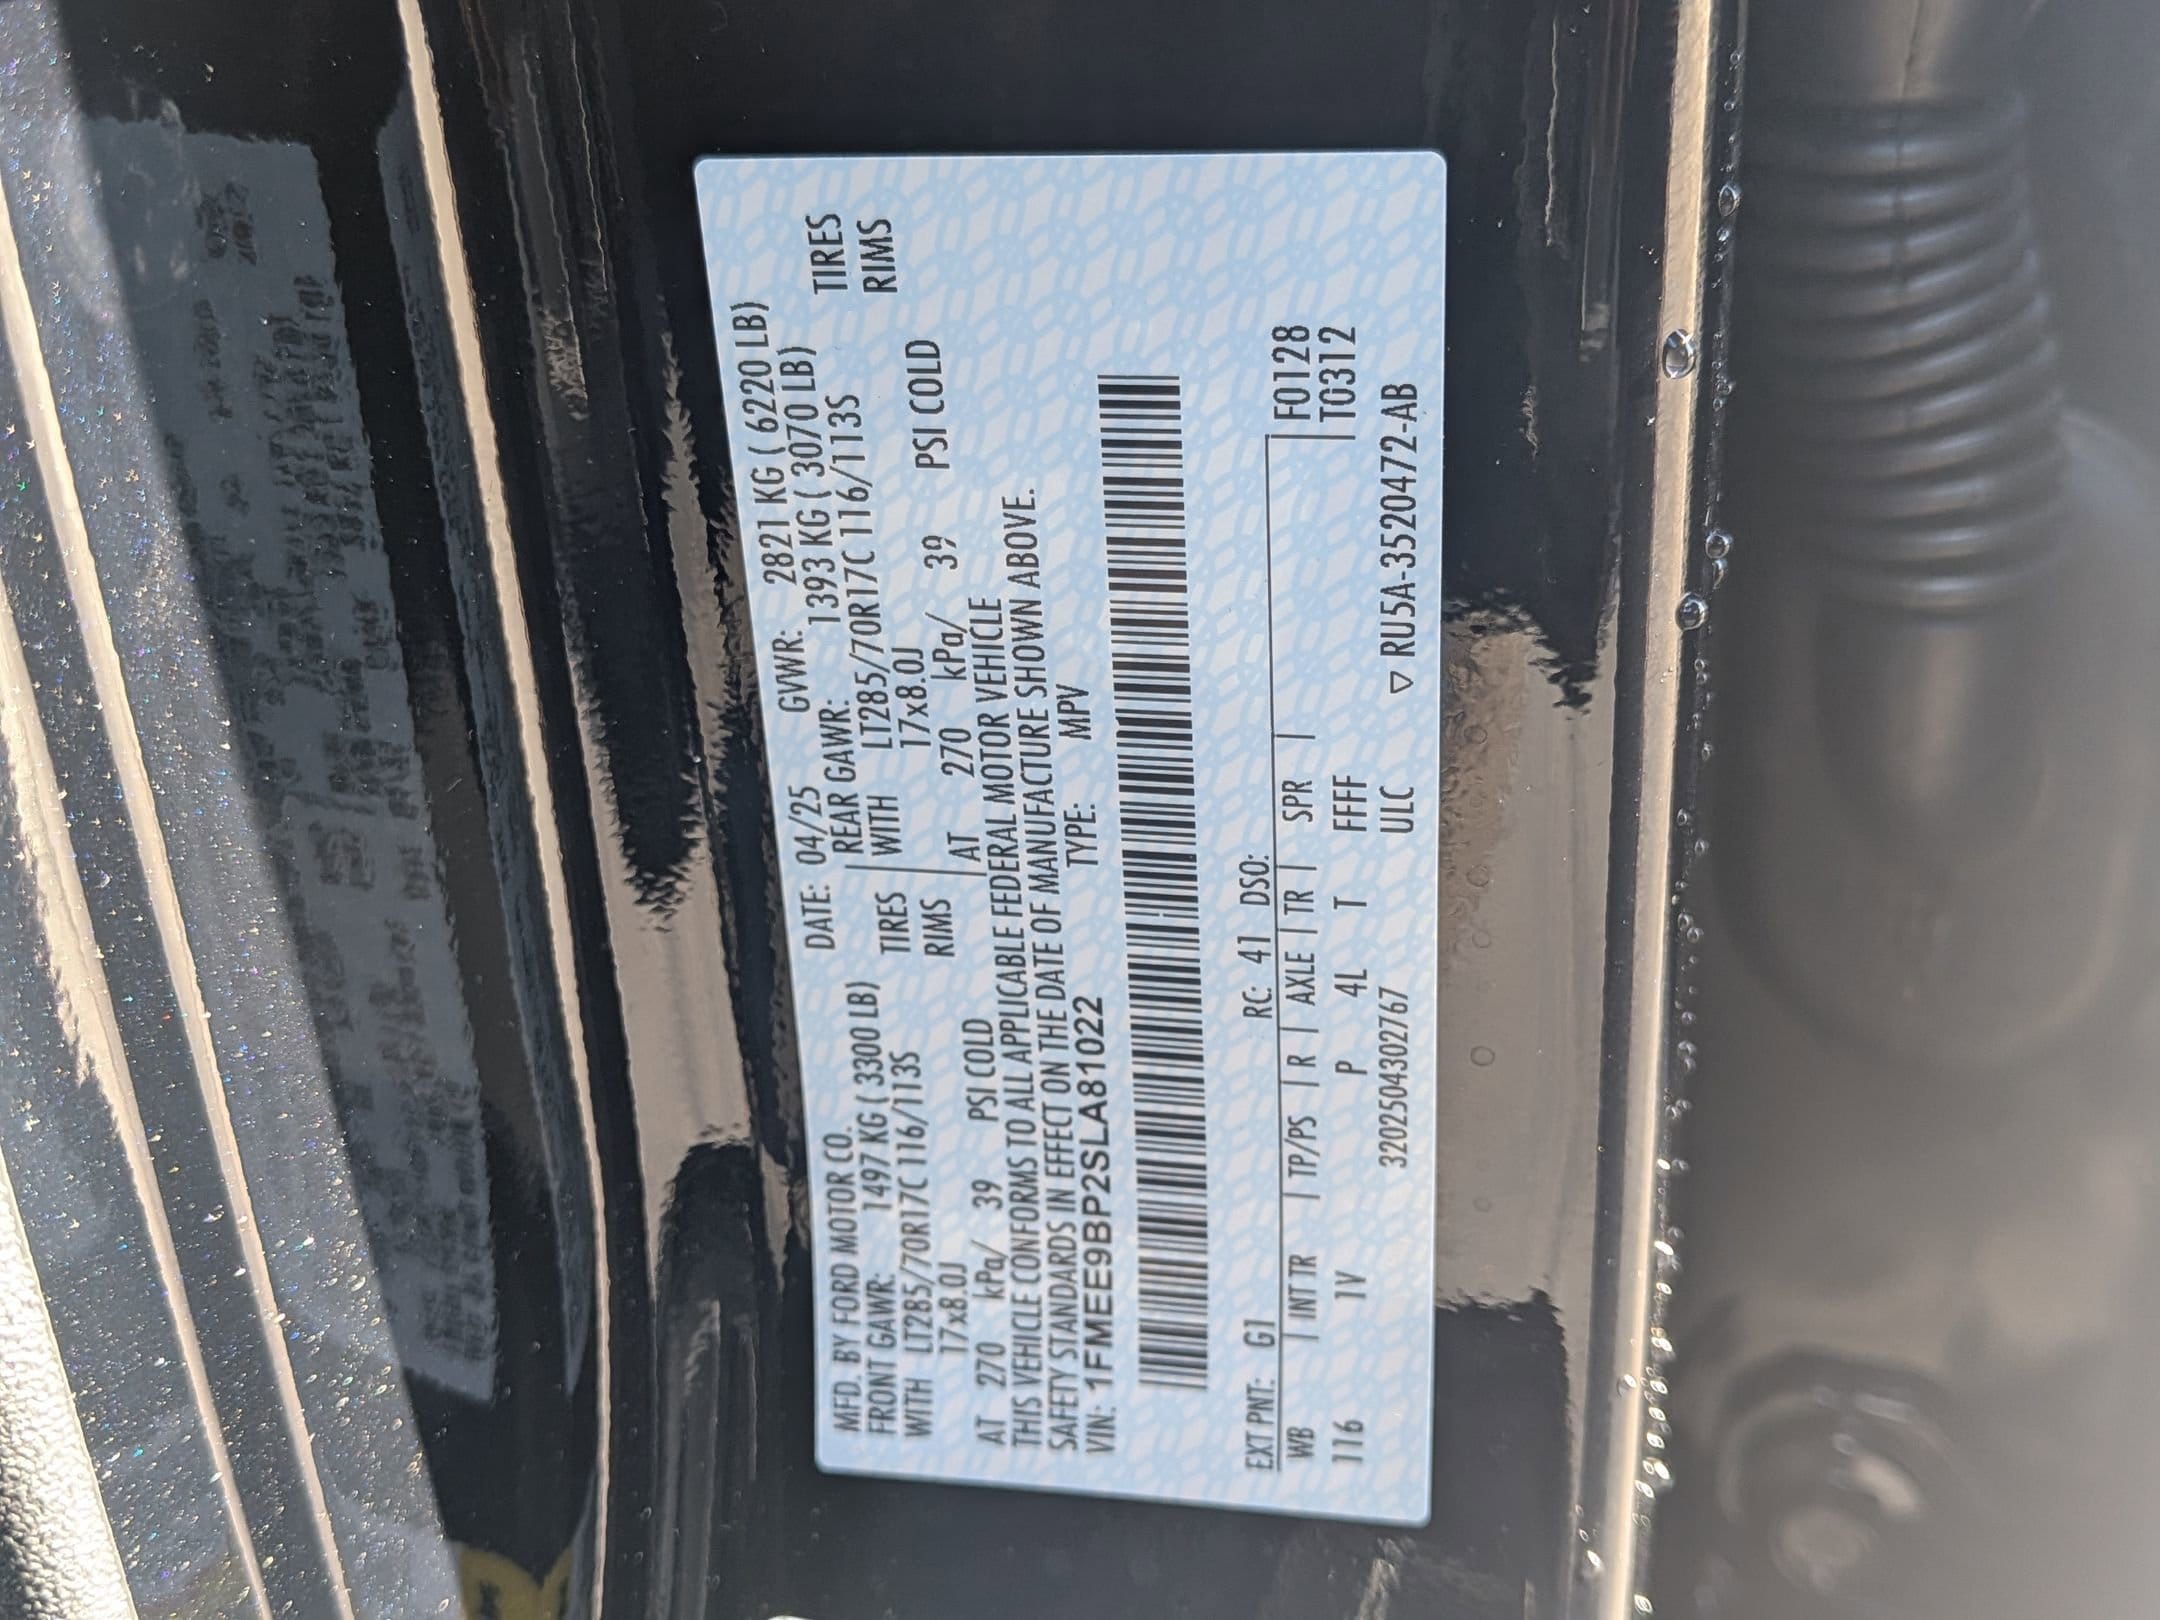 MFD. BY FORD MOTOR CO. DATE: 04/25 GVWR: 2821 KG ( 6220 LB)
FRONT GAWR: 1497 KG ( 3300 LB) REAR GAWR: 1393 KG ( 3070 LB)
WITH LT285/70R17C 116/113S TIRES WITH LT285/70R17C 116/113S TIRES
17x8.0J RIMS 17x8.0J RIMS
AT 270 kPa/ 39 PSI COLD AT 270 kPa/ 39 PSI COLD
THIS VEHICLE CONFORMS TO ALL APPLICABLE FEDERAL MOTOR VEHICLE
SAFETY STANDARDS IN EFFECT ON THE DATE OF MANUFACTURE SHOWN ABOVE.
VIN: 1FMEE9BP2SLA81022 TYPE: MPV
EXT PNT: G1 RC: 41 DSO:
WB INT TR TP/PS R AXLE TR SPR F0128
116 1V P 4L T FFFF T0312
3202504302767 ULC ▽ RU5A-3520472-AB